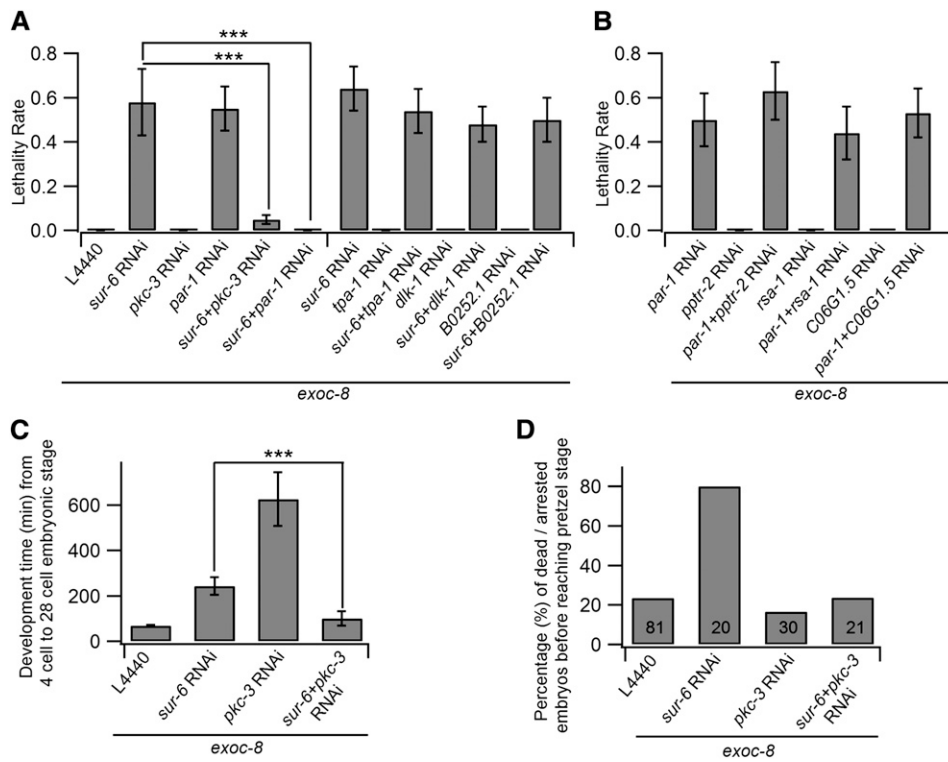 A
Lethality Rate
0.8
0.6
0.4
0.2
0.0
***
***
L4440
sur-6 RNAi
pkc-3 RNAi
par-1 RNAi
sur-6+pkc-3 RNAi
sur-6+par-1 RNAi
sur-6 RNAi
tpa-1 RNAi
sur-6+tpa-1 RNAi
dlk-1 RNAi
sur-6+dlk-1 RNAi
B0252.1 RNAi
sur-6+B0252.1 RNAi
exoc-8
B
Lethality Rate
0.8
0.6
0.4
0.2
0.0
par-1 RNAi
pptr-2 RNAi
par-1+pptr-2 RNAi
rsa-1 RNAi
par-1+rsa-1 RNAi
C06G1.5 RNAi
par-1+C06G1.5 RNAi
exoc-8
C
Development time (min) from
4 cell to 28 cell embryonic stage
600
400
200
0
***
L4440
sur-6 RNAi
pkc-3 RNAi
sur-6+pkc-3
RNAi
exoc-8
D
Percentage (%) of dead / arrested
embryos before reaching pretzel stage
80
60
40
20
0
81
20
30
21
L4440
sur-6 RNAi
pkc-3 RNAi
sur-6+pkc-3
RNAi
exoc-8